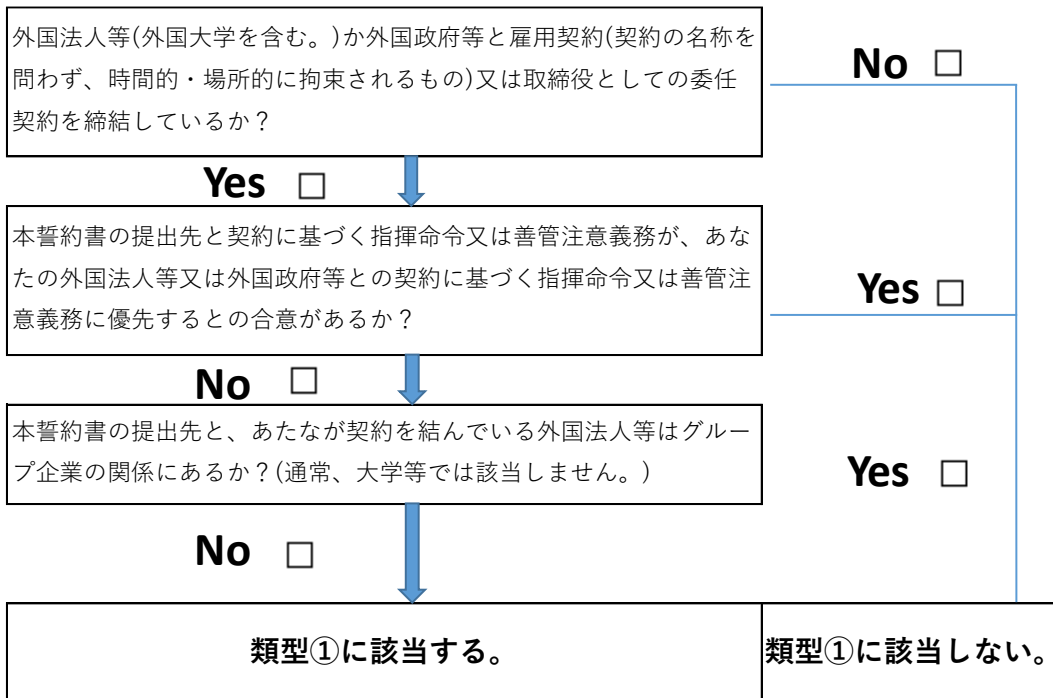 外国法人等(外国大学を含む。)か外国政府等と雇用契約(契約の名称を
問わず、時間的・場所的に拘束されるもの)又は取締役としての委任
契約を締結しているか？
No □
Yes □
本誓約書の提出先と契約に基づく指揮命令又は善管注意義務が、あな
たの外国法人等又は外国政府等との契約に基づく指揮命令又は善管注
意義務に優先するとの合意があるか？
Yes □
No □
本誓約書の提出先と、あたなが契約を結んでいる外国法人等はグルー
プ企業の関係にあるか？(通常、大学等では該当しません。)
Yes □
No □
類型①に該当する。
類型①に該当しない。